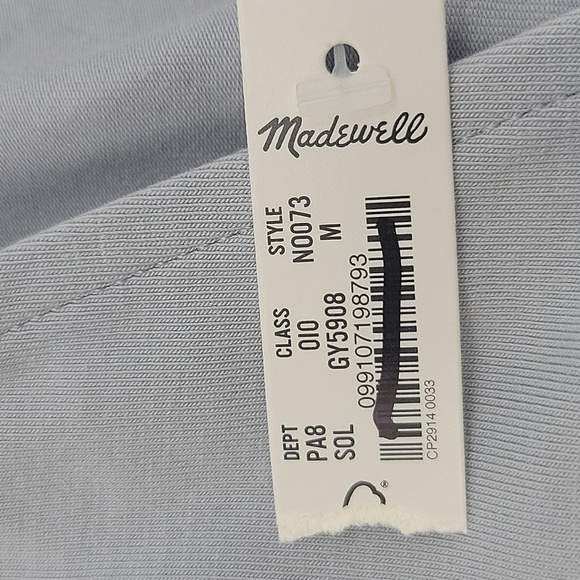 Madewell
DEPT CLASS STYLE
PA8 010 N0073
SOL GY5908 M
099107198793
CP2914 0033
®